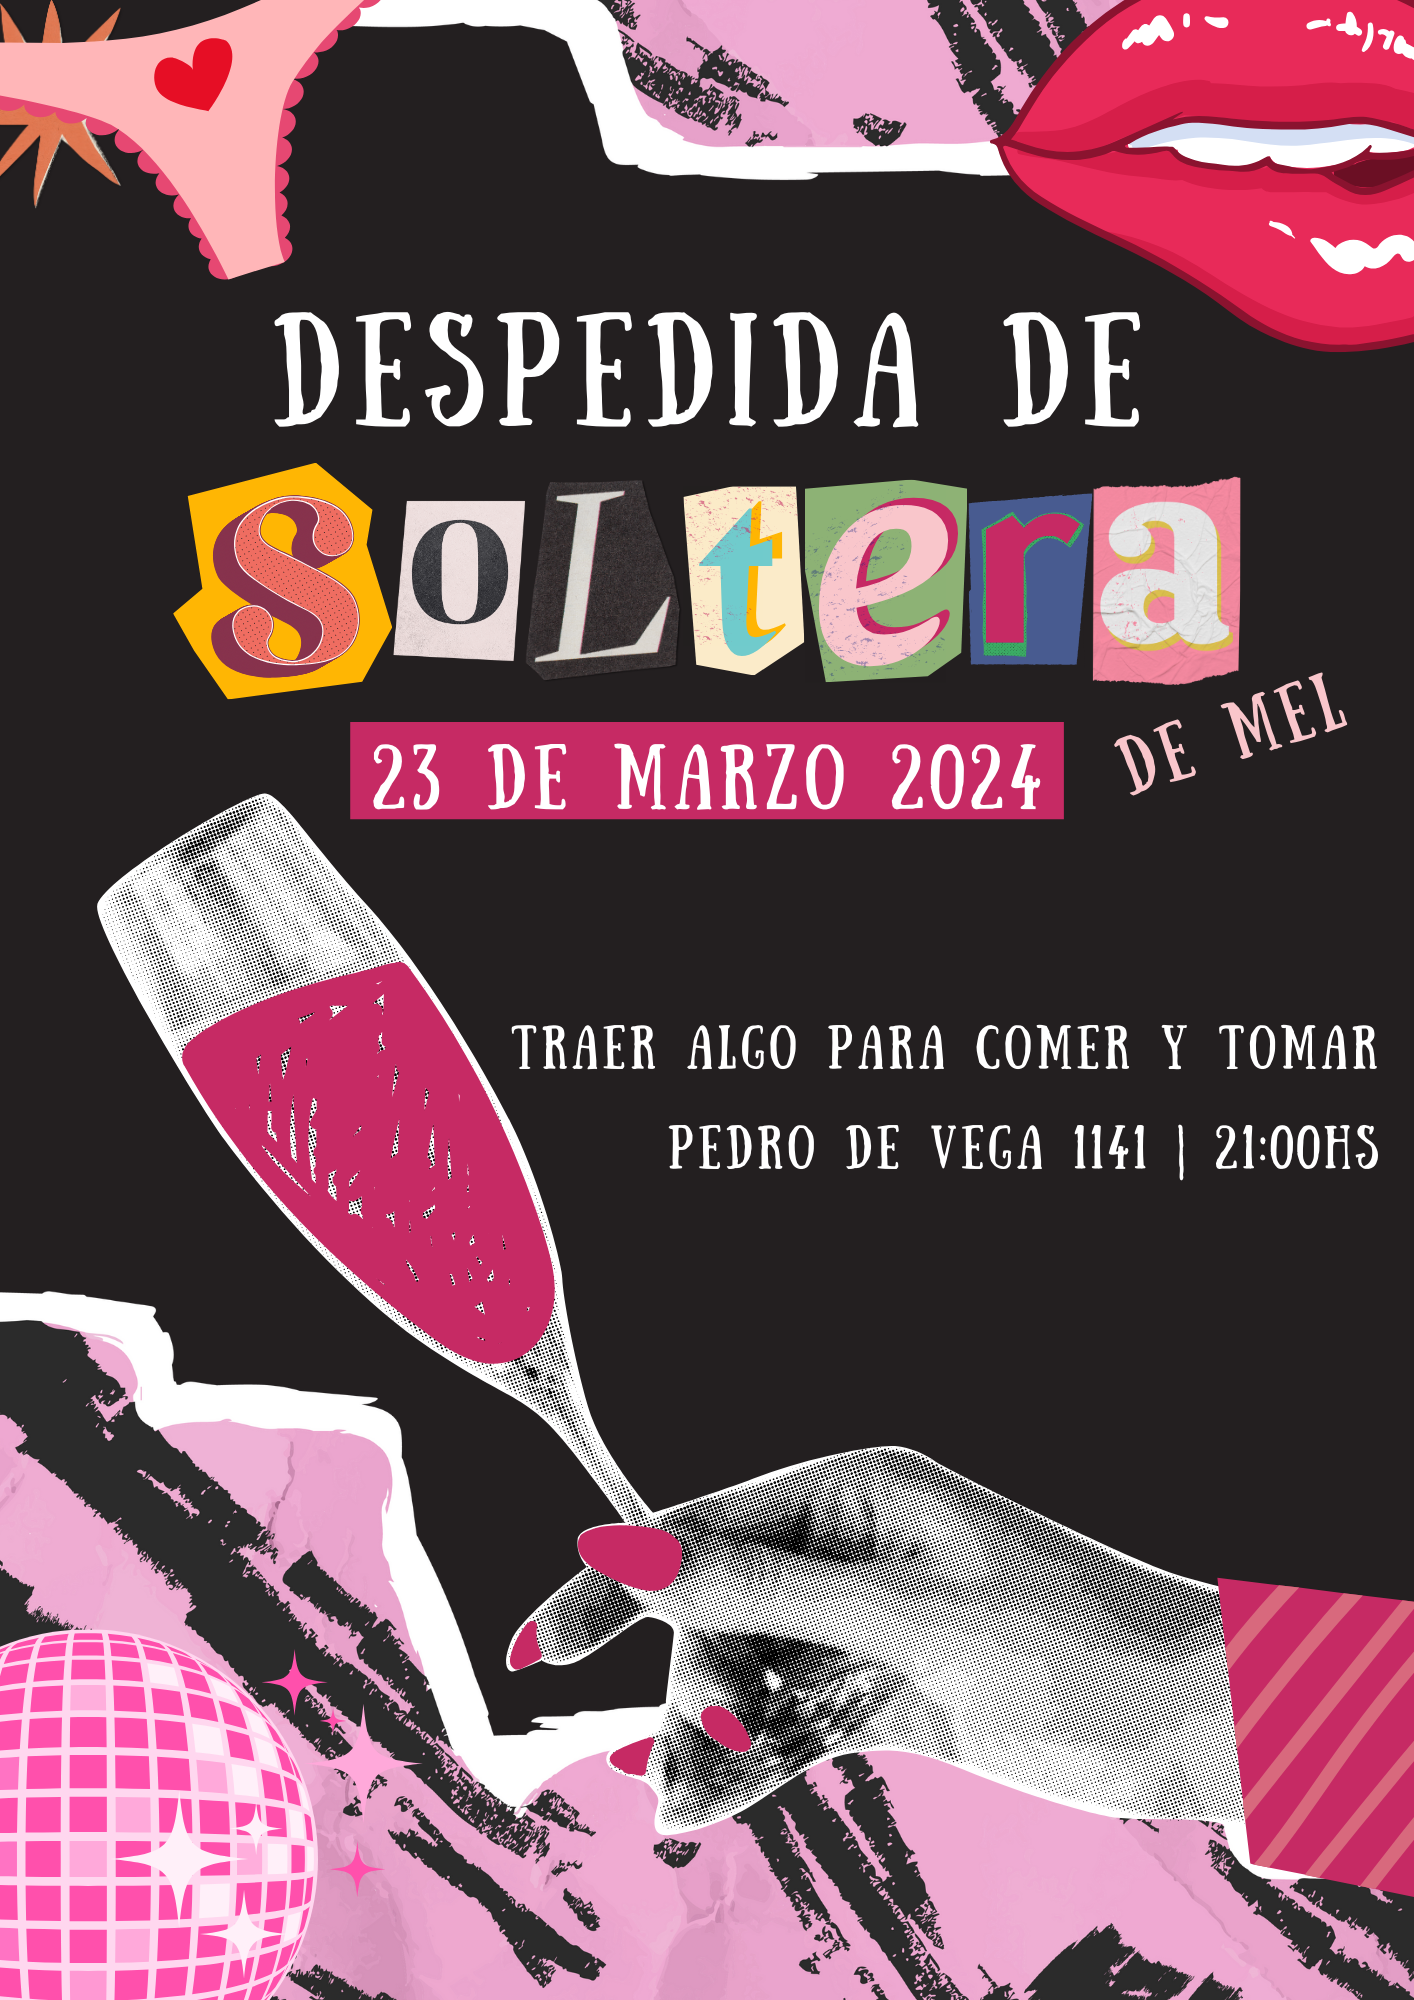 DESPEDIDA DE
SoLtera
DE MEL
23 DE MARZO 2024
TRAER ALGO PARA COMER Y TOMAR
PEDRO DE VEGA 1141 | 21:00HS